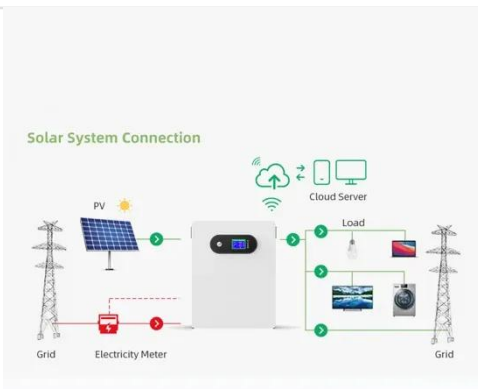 Solar System Connection
Cloud Server
PV
Load
Grid
Electricity Meter
Grid